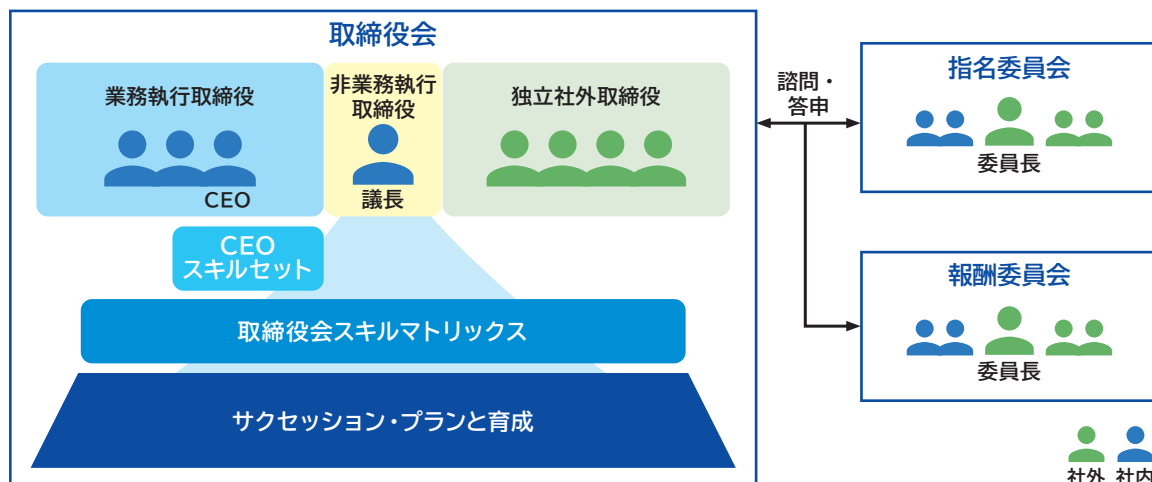 取締役会
業務執行取締役
CEO
非業務執行
取締役
議長
独立社外取締役
CEO
スキルセット
取締役会スキルマトリックス
サクセッション・プランと育成
諮問・
答申
指名委員会
委員長
報酬委員会
委員長
社外 社内